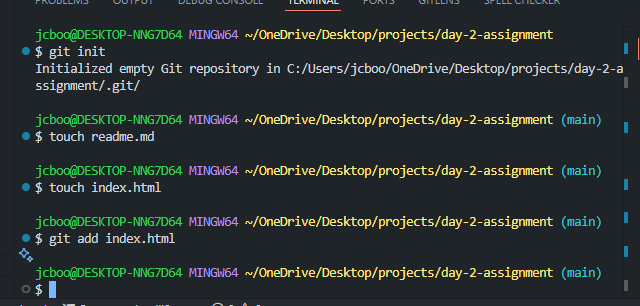 PROBLEMS OUTPUT DEBUG CONSOLE TERMINAL PORTS GITLENS SPELL CHECKER
jcboo@DESKTOP-NNG7D64 MINGW64 ~/OneDrive/Desktop/projects/day-2-assignment
$ git init
Initialized empty Git repository in C:/Users/jcboo/OneDrive/Desktop/projects/day-2-a
ssignment/.git/
jcboo@DESKTOP-NNG7D64 MINGW64 ~/OneDrive/Desktop/projects/day-2-assignment (main)
$ touch readme.md
jcboo@DESKTOP-NNG7D64 MINGW64 ~/OneDrive/Desktop/projects/day-2-assignment (main)
$ touch index.html
jcboo@DESKTOP-NNG7D64 MINGW64 ~/OneDrive/Desktop/projects/day-2-assignment (main)
$ git add index.html
jcboo@DESKTOP-NNG7D64 MINGW64 ~/OneDrive/Desktop/projects/day-2-assignment (main)
$